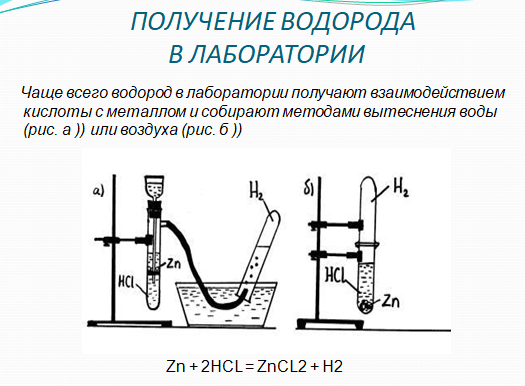 ПОЛУЧЕНИЕ ВОДОРОДА
В ЛАБОРАТОРИИ
Чаще всего водород в лаборатории получают взаимодействием
кислоты с металлом и собирают методами вытеснения воды
(рис. а )) или воздуха (рис. б ))
а)
H2
б)
H2
Zn
HCl
HCl
Zn
Zn + 2HCL = ZnCL2 + H2